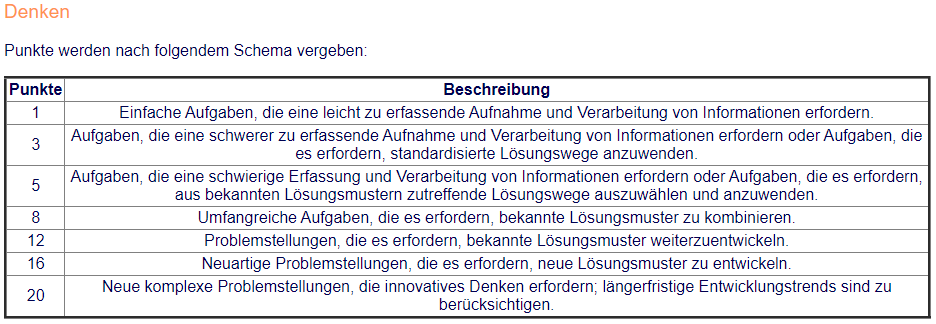 Denken
Punkte werden nach folgendem Schema vergeben:
Punkte Beschreibung
1 Einfache Aufgaben, die eine leicht zu erfassende Aufnahme und Verarbeitung von Informationen erfordern.
3 Aufgaben, die eine schwerer zu erfassende Aufnahme und Verarbeitung von Informationen erfordern oder Aufgaben, die
es erfordern, standardisierte Lösungswege anzuwenden.
5 Aufgaben, die eine schwierige Erfassung und Verarbeitung von Informationen erfordern oder Aufgaben, die es erfordern,
aus bekannten Lösungsmustern zutreffende Lösungswege auszuwählen und anzuwenden.
8 Umfangreiche Aufgaben, die es erfordern, bekannte Lösungsmuster zu kombinieren.
12 Problemstellungen, die es erfordern, bekannte Lösungsmuster weiterzuentwickeln.
16 Neuartige Problemstellungen, die es erfordern, neue Lösungsmuster zu entwickeln.
20 Neue komplexe Problemstellungen, die innovatives Denken erfordern; längerfristige Entwicklungstrends sind zu
berücksichtigen.